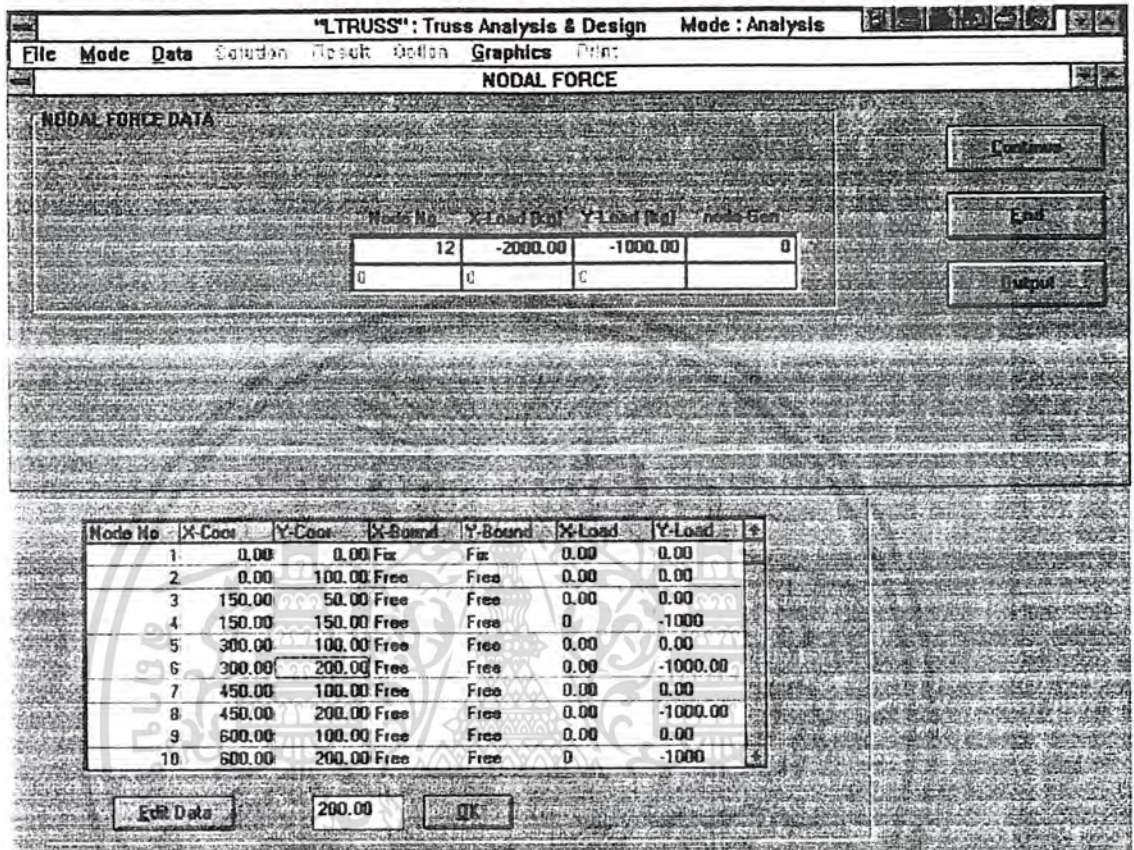 "LTRUSS" : Truss Analysis & Design Mode : Analysis
File Mode Data Solution Result Option Graphics Print
NODAL FORCE
NODAL FORCE DATA
Continue
Node No X-Load [kg] Y-Load [kg] node Gen
End
12 -2000.00 -1000.00 0
0 0 0
Output
Node No X-Coor Y-Coor X-Bound Y-Bound X-Load Y-Load
1 0.00 0.00 Fix Fix 0.00 0.00
2 0.00 100.00 Free Free 0.00 0.00
3 150.00 50.00 Free Free 0.00 0.00
4 150.00 150.00 Free Free 0 -1000
5 300.00 100.00 Free Free 0.00 0.00
6 300.00 200.00 Free Free 0.00 -1000.00
7 450.00 100.00 Free Free 0.00 0.00
8 450.00 200.00 Free Free 0.00 -1000.00
9 600.00 100.00 Free Free 0.00 0.00
10 600.00 200.00 Free Free 0 -1000
Edit Data 200.00 OK